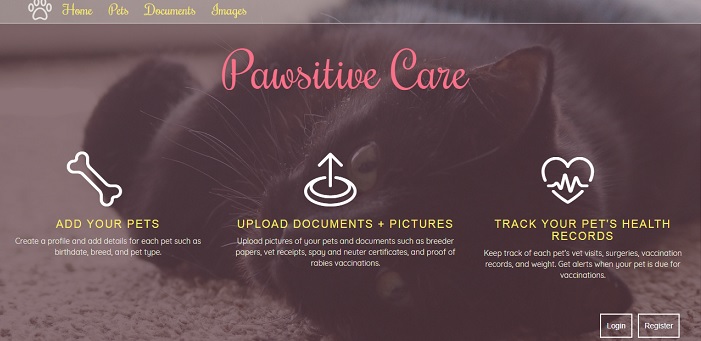 Home Pets Documents Images
Pawsitive Care
ADD YOUR PETS
Create a profile and add details for each pet such as
birthdate, breed, and pet type.
UPLOAD DOCUMENTS + PICTURES
Upload pictures of your pets and documents such as breeder
papers, vet receipts, spay and neuter certificates, and proof of
rabies vaccinations.
TRACK YOUR PET'S HEALTH
RECORDS
Keep track of each pet's vet visits, surgeries, vaccination
records, and weight. Get alerts when your pet is due for
vaccinations.
Login Register